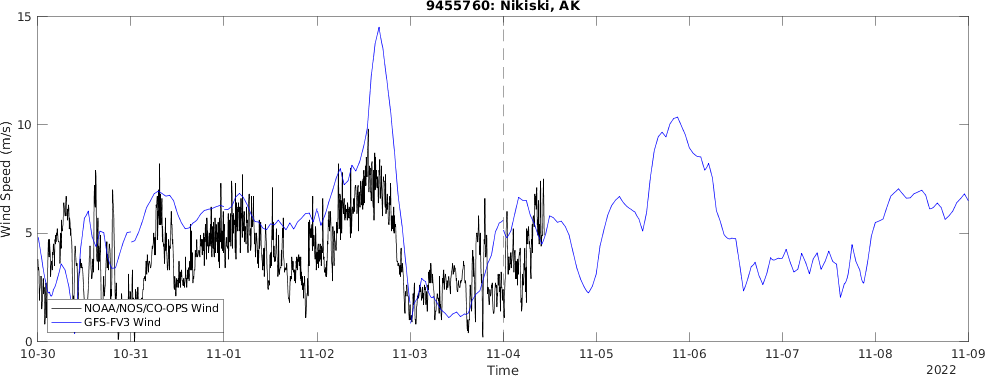 9455760: Nikiski, AK
Wind Speed (m/s)
15
10
5
0
NOAA/NOS/CO-OPS Wind
GFS-FV3 Wind
10-30 10-31 11-01 11-02 11-03 11-04 11-05 11-06 11-07 11-08 11-09
Time
2022